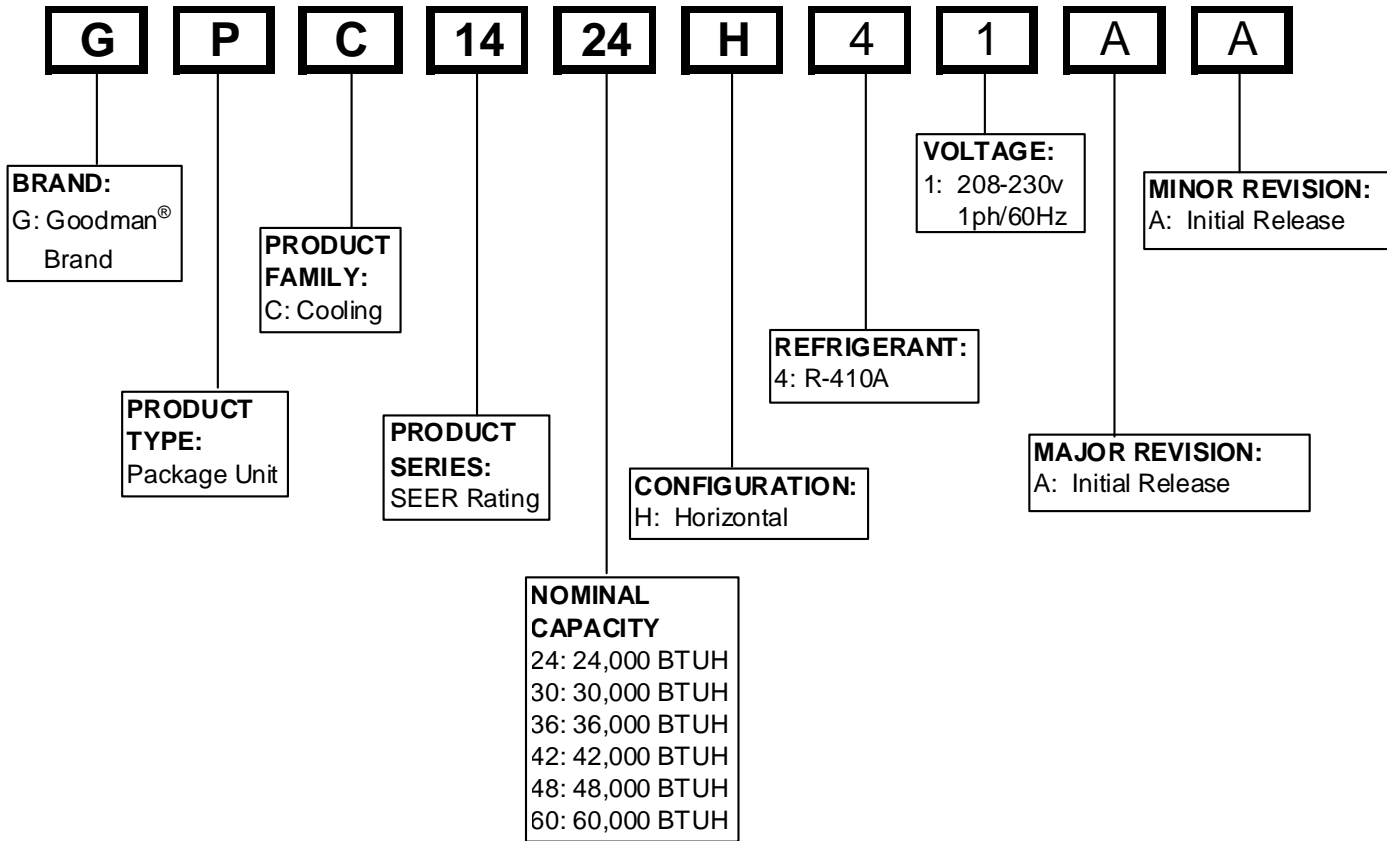 G P C 14 24 H 4 1 A A
BRAND:
G: Goodman®
Brand
PRODUCT
TYPE:
Package Unit
PRODUCT
FAMILY:
C: Cooling
PRODUCT
SERIES:
SEER Rating
NOMINAL
CAPACITY
24: 24,000 BTUH
30: 30,000 BTUH
36: 36,000 BTUH
42: 42,000 BTUH
48: 48,000 BTUH
60: 60,000 BTUH
CONFIGURATION:
H: Horizontal
REFRIGERANT:
4: R-410A
VOLTAGE:
1: 208-230v
1ph/60Hz
MAJOR REVISION:
A: Initial Release
MINOR REVISION:
A: Initial Release